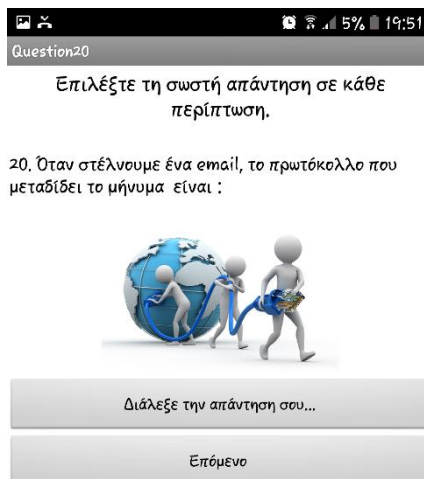 5% 19:51
Question20
Επιλέξτε τη σωστή απάντηση σε κάθε
περίπτωση.
20. Όταν στέλνουμε ένα email, το πρωτόκολλο που
μεταδίδει το μήνυμα είναι :
Διάλεξε την απάντηση σου...
Επόμενο